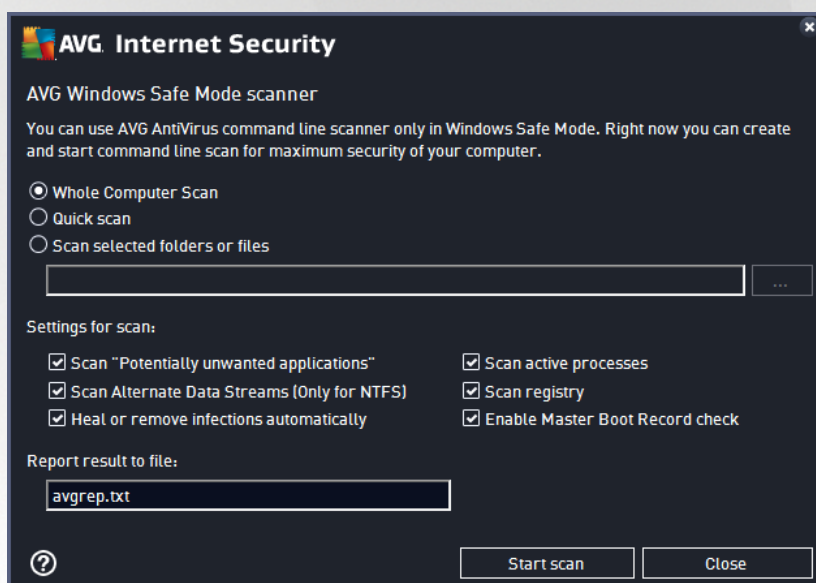 AVG. Internet Security
AVG Windows Safe Mode scanner
You can use AVG AntiVirus command line scanner only in Windows Safe Mode. Right now you can create
and start command line scan for maximum security of your computer.
Whole Computer Scan
Quick scan
Scan selected folders or files
...
Settings for scan:
Scan "Potentially unwanted applications"
Scan active processes
Scan Alternate Data Streams (Only for NTFS)
Scan registry
Heal or remove infections automatically
Enable Master Boot Record check
Report result to file:
avgrep.txt
?
Start scan
Close